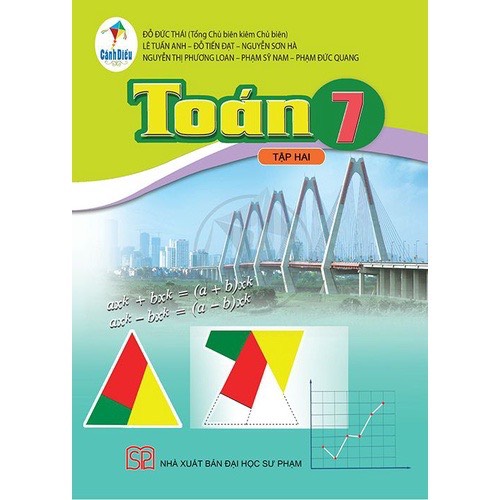 ĐỖ ĐỨC THÁI (Tổng Chủ biên kiêm Chủ biên)
LÊ TUẤN ANH – ĐỖ TIẾN ĐẠT – NGUYỄN SƠN HÀ
NGUYỄN THỊ PHƯƠNG LOAN – PHẠM SỸ NAM – PHẠM ĐỨC QUANG
Cánh Diều
Toán 7
TẬP HAI
axᵏ + bxᵏ = (a + b)xᵏ
axᵏ – bxᵏ = (a – b)xᵏ
SP
NHÀ XUẤT BẢN ĐẠI HỌC SƯ PHẠM